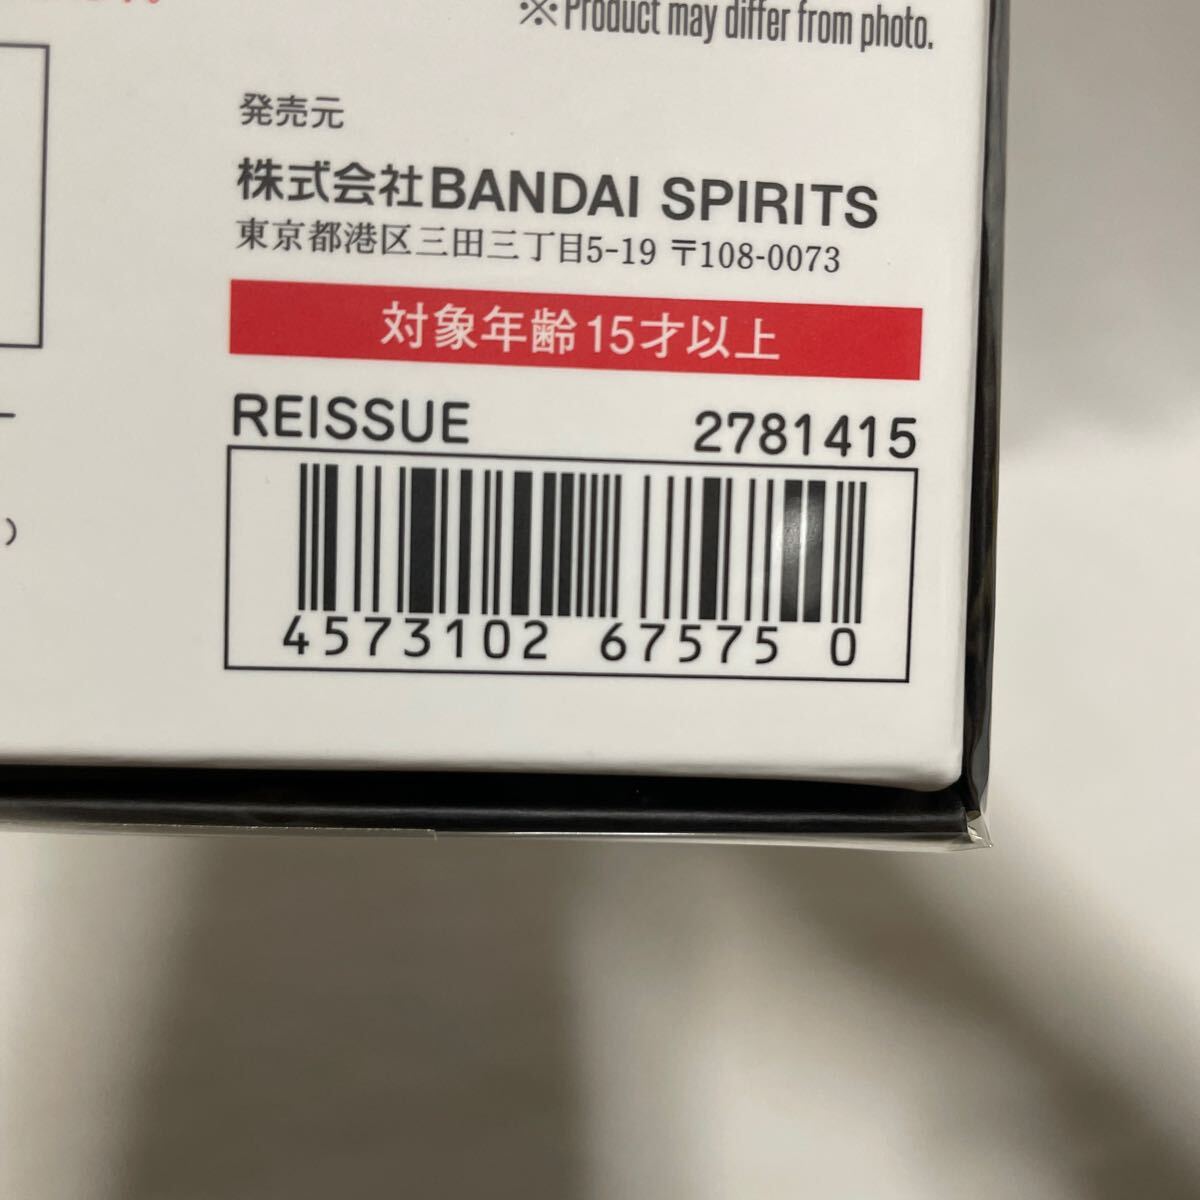 ※Product may differ from photo.
発売元
株式会社BANDAI SPIRITS
東京都港区三田三丁目5-19 〒108-0073
対象年齢15才以上
REISSUE 2781415
4573102 67575 0
)